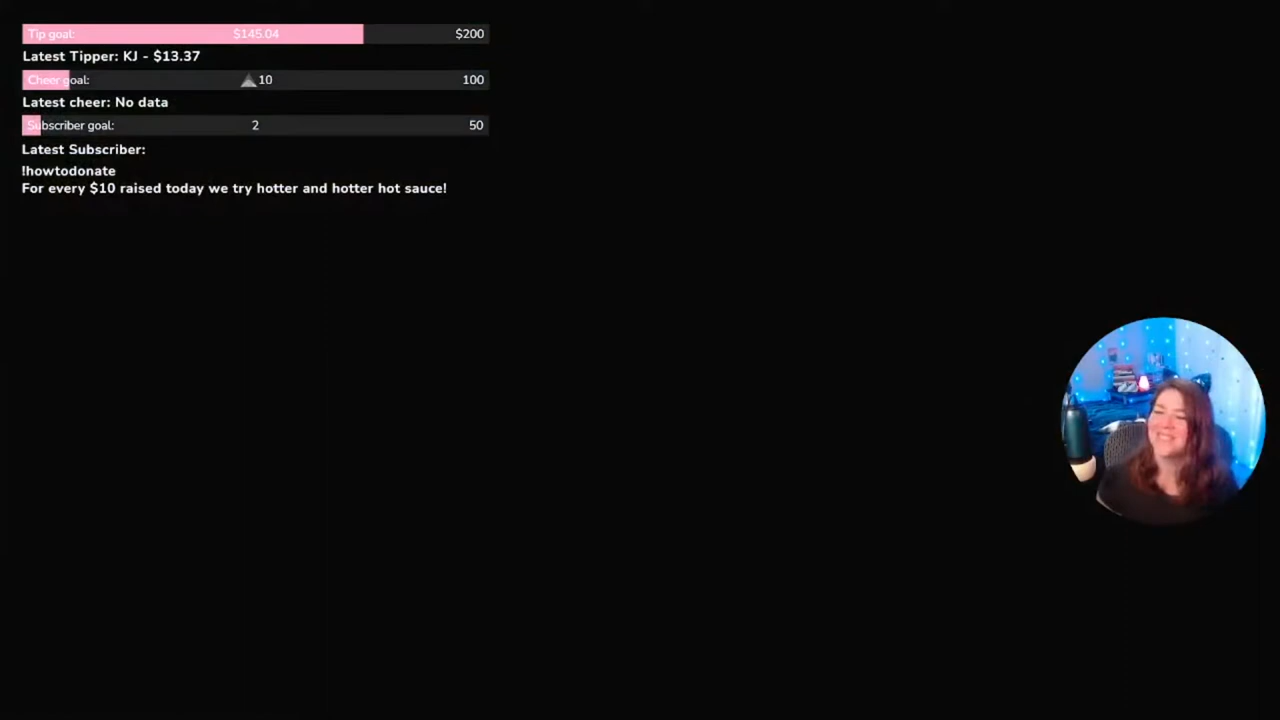 Tip goal: $145.04 $200
Latest Tipper: KJ - $13.37
Cheer goal: 10 100
Latest cheer: No data
Subscriber goal: 2 50
Latest Subscriber:
!howtodonate
For every $10 raised today we try hotter and hotter hot sauce!